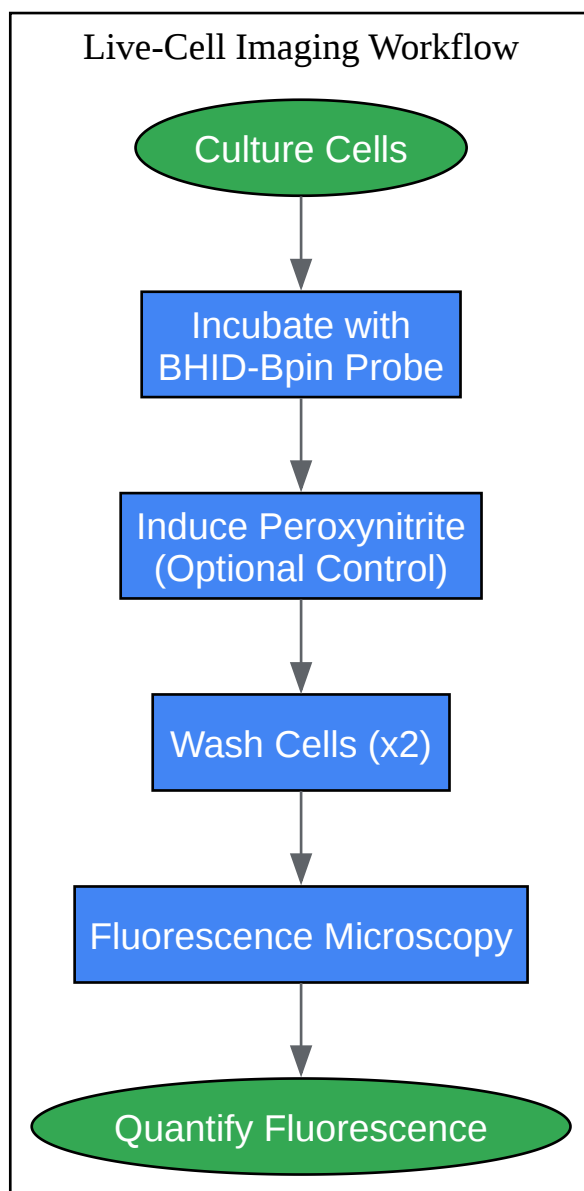 Live-Cell Imaging Workflow
Culture Cells
Incubate with
BHID-Bpin Probe
Induce Peroxynitrite
(Optional Control)
Wash Cells (x2)
Fluorescence Microscopy
Quantify Fluorescence